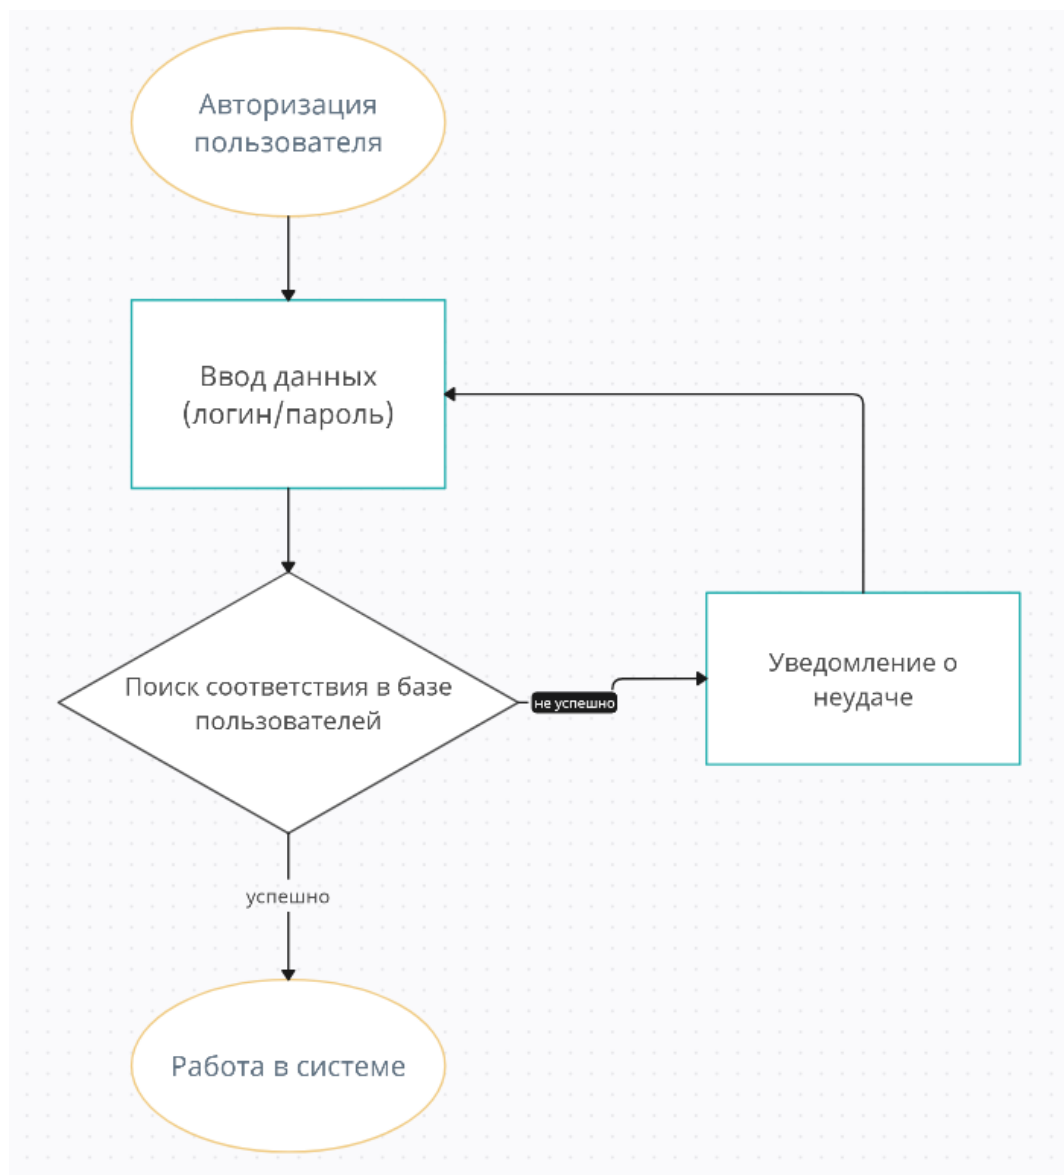 Авторизация
пользователя
Ввод данных
(логин/пароль)
Поиск соответствия в базе
пользователей
не успешно
Уведомление о
неудаче
успешно
Работа в системе